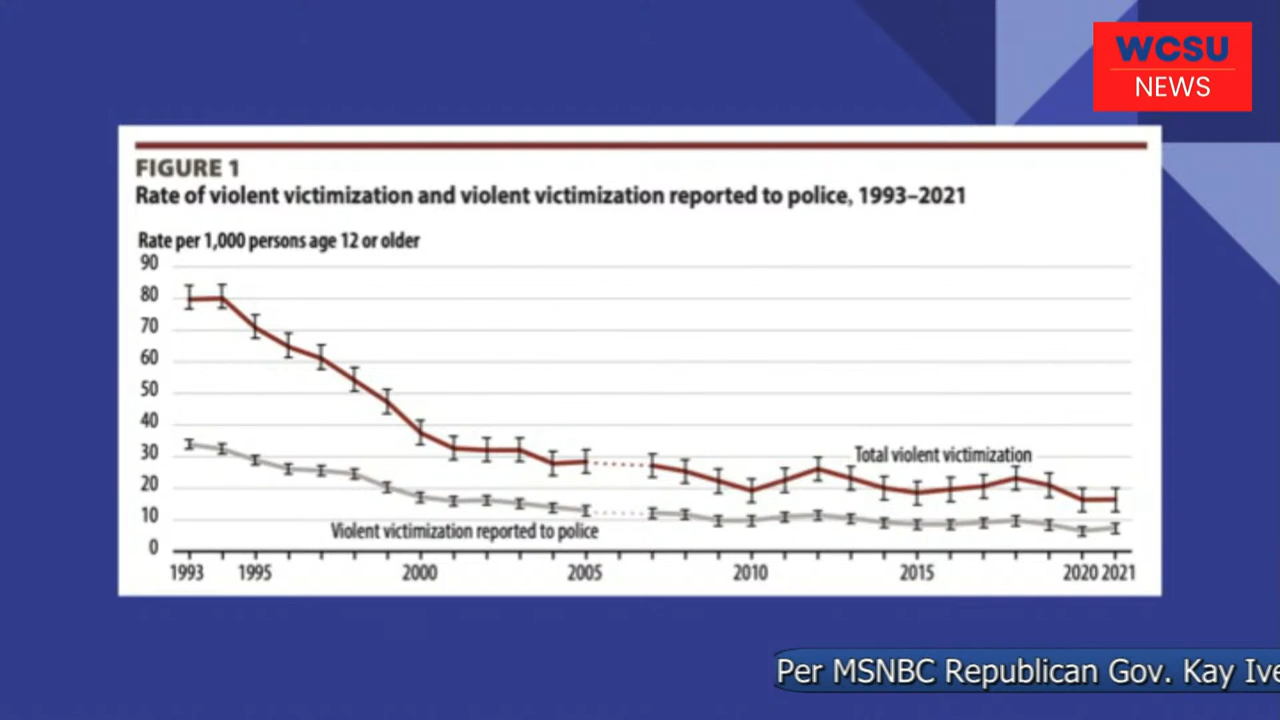 WCSU
NEWS
FIGURE 1
Rate of violent victimization and violent victimization reported to police, 1993–2021
Rate per 1,000 persons age 12 or older
90
80
70
60
50
40
30
20
10
0
Total violent victimization
Violent victimization reported to police
1993 1995 2000 2005 2010 2015 2020 2021
Per MSNBC Republican Gov. Kay Ive